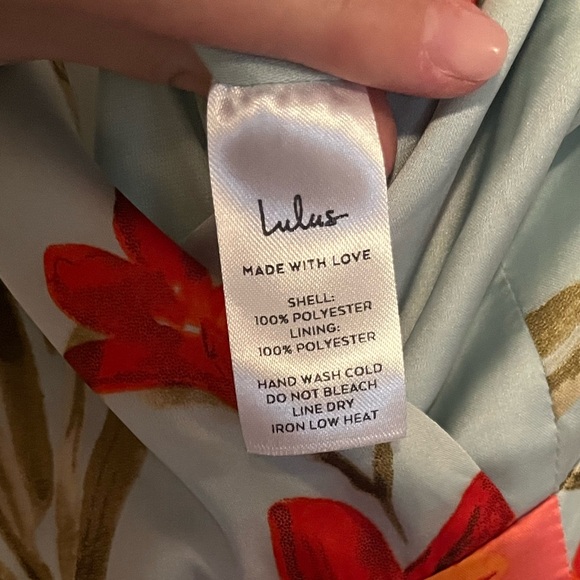 Lulus
MADE WITH LOVE
SHELL:
100% POLYESTER
LINING:
100% POLYESTER
HAND WASH COLD
DO NOT BLEACH
LINE DRY
IRON LOW HEAT